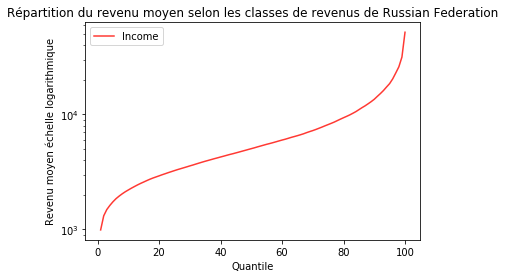 Répartition du revenu moyen selon les classes de revenus de Russian Federation
Income
Revenu moyen échelle logarithmique
10⁴
10³
0 20 40 60 80 100
Quantile